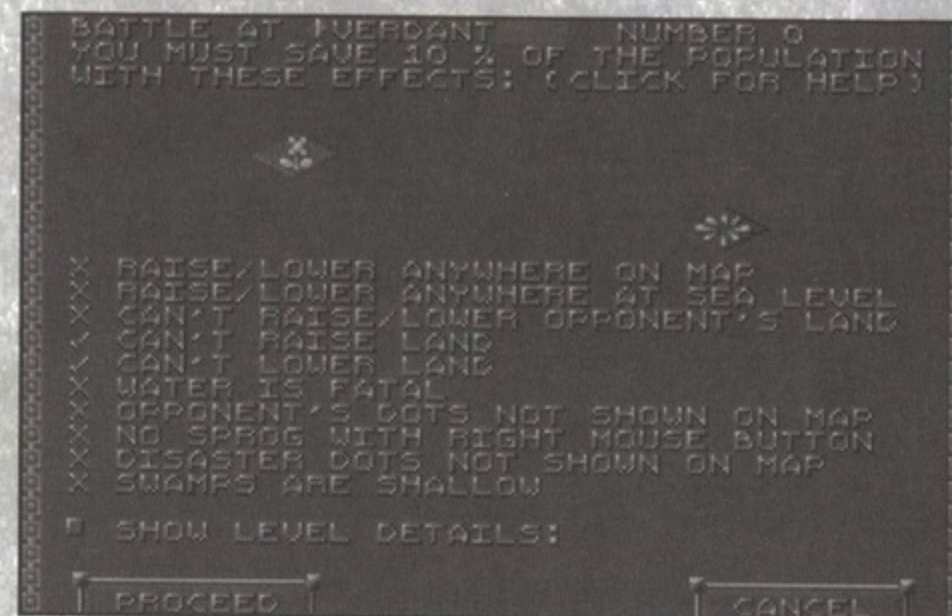 BATTLE AT VERDANT NUMBER 0
YOU MUST SAVE 10 % OF THE POPULATION
WITH THESE EFFECTS: (CLICK FOR HELP)
X RAISE/LOWER ANYWHERE ON MAP
X RAISE/LOWER ANYWHERE AT SEA LEVEL
X CAN'T RAISE/LOWER OPPONENT'S LAND
✓ CAN'T RAISE LAND
✓ CAN'T LOWER LAND
X WATER IS FATAL
X OPPONENT'S DOTS NOT SHOWN ON MAP
X NO SPROG WITH RIGHT MOUSE BUTTON
X DISASTER DOTS NOT SHOWN ON MAP
X SWAMPS ARE SHALLOW
SHOW LEVEL DETAILS:
PROCEED CANCEL